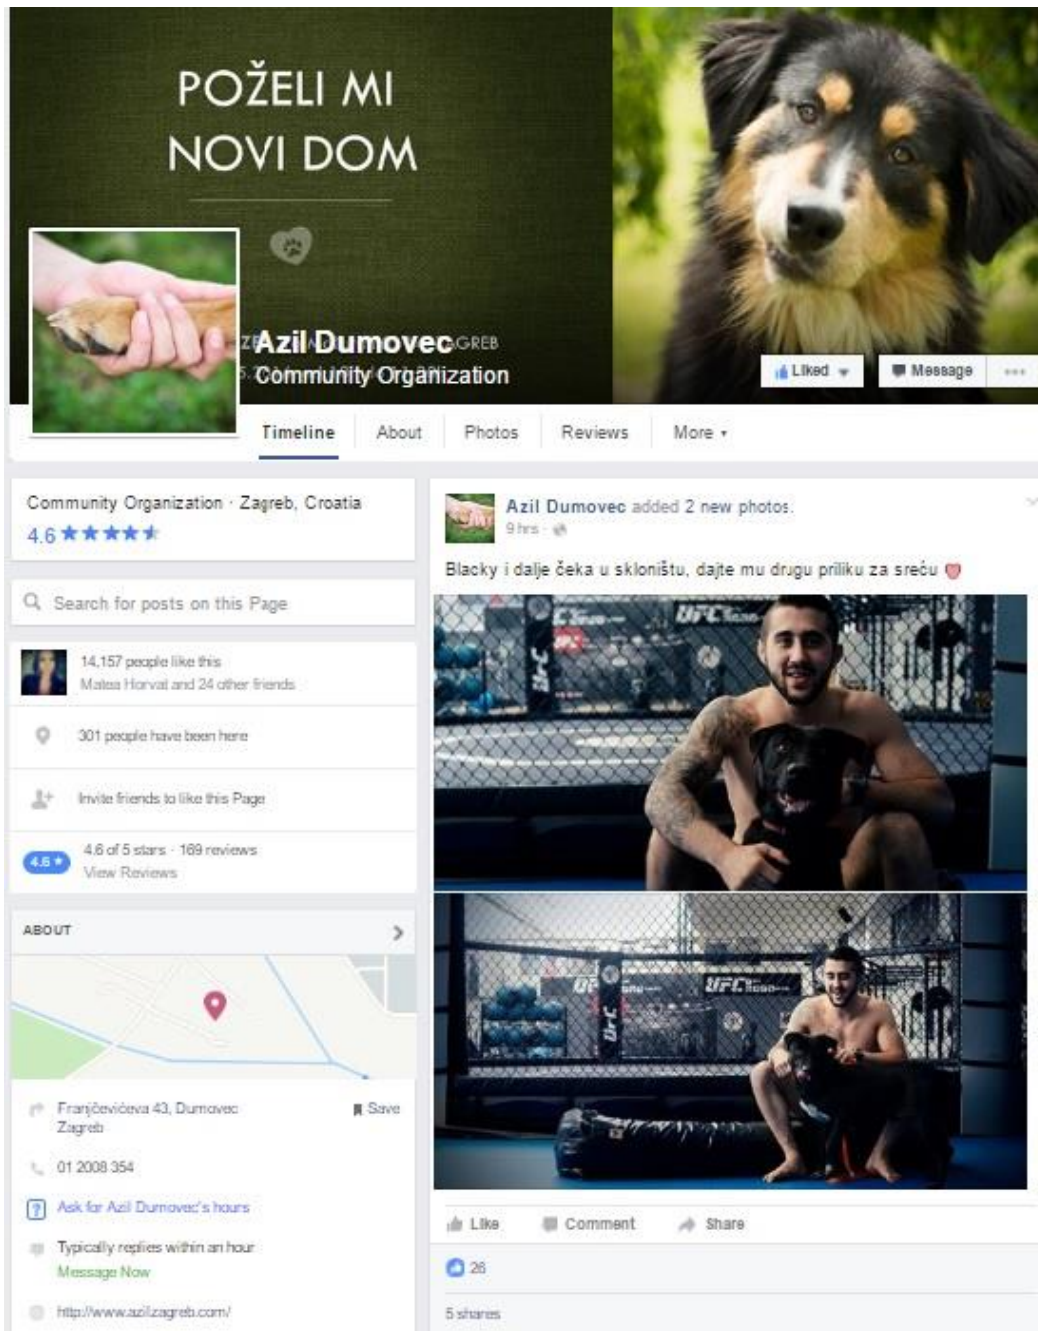 POŽELI MI
NOVI DOM
AGREB
Azil Dumovec
Community Organization
Liked
Message
Timeline
About
Photos
Reviews
More
Community Organization · Zagreb, Croatia
4.6
Search for posts on this Page
14,157 people like this
Matea Horvat and 24 other friends
301 people have been here
Invite friends to like this Page
4.6 ★
4.6 of 5 stars · 169 reviews
View Reviews
ABOUT
Franjčevićeva 43, Dumovec
Zagreb
Save
01 2008 354
Ask for Azil Dumovec's hours
Typically replies within an hour
Message Now
http://www.azilzagreb.com/
Azil Dumovec added 2 new photos.
9 hrs ·
Blacky i dalje čeka u skloništu, dajte mu drugu priliku za sreću
UFC
UFC
UFC
UFC
Like
Comment
Share
26
5 shares